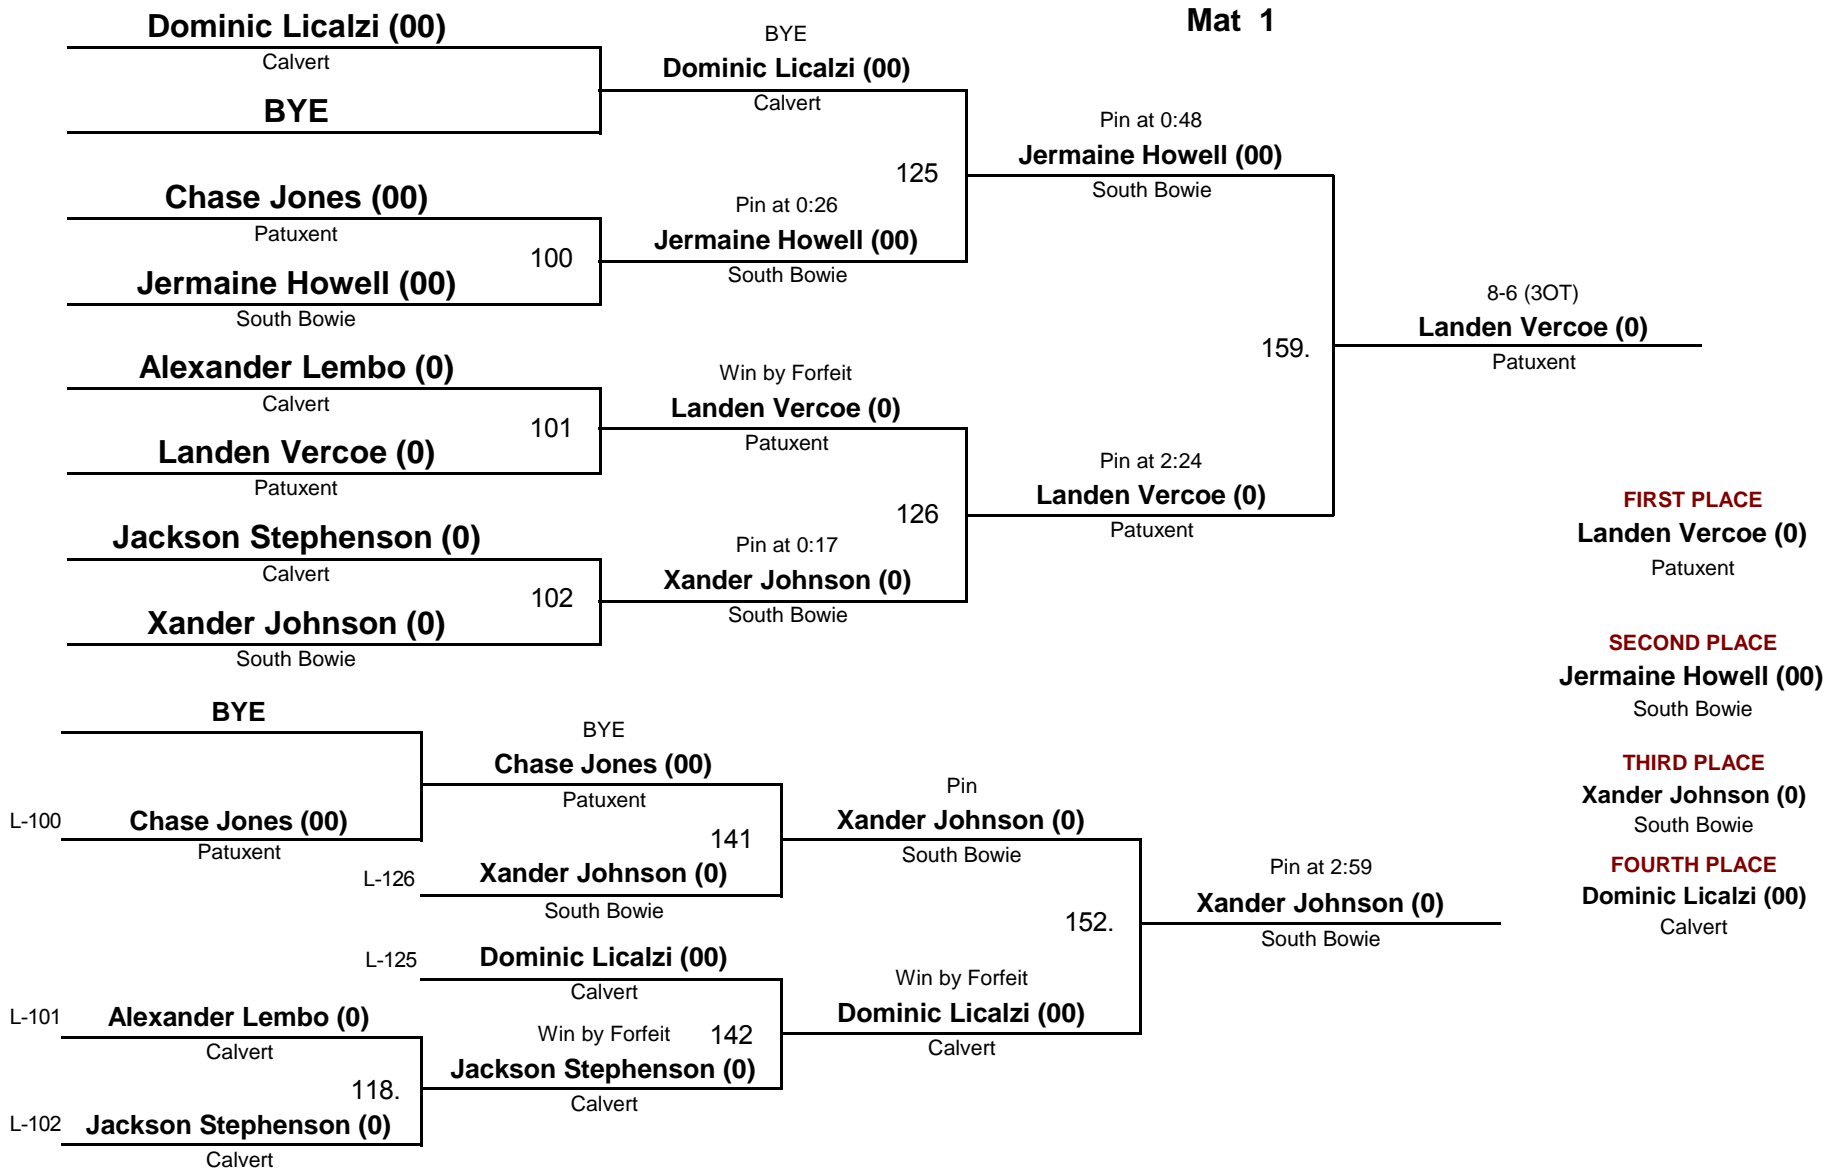 Mat 1
Dominic Licalzi (00)
Calvert
BYE
Chase Jones (00)
Patuxent
100
Jermaine Howell (00)
South Bowie
Alexander Lembo (0)
Calvert
101
Landen Vercoe (0)
Patuxent
Jackson Stephenson (0)
Calvert
102
Xander Johnson (0)
South Bowie
BYE
Dominic Licalzi (00)
Calvert
125
Pin at 0:26
Jermaine Howell (00)
South Bowie
Win by Forfeit
Landen Vercoe (0)
Patuxent
126
Pin at 0:17
Xander Johnson (0)
South Bowie
Pin at 0:48
Jermaine Howell (00)
South Bowie
159.
Pin at 2:24
Landen Vercoe (0)
Patuxent
8-6 (3OT)
Landen Vercoe (0)
Patuxent
FIRST PLACE
Landen Vercoe (0)
Patuxent
SECOND PLACE
Jermaine Howell (00)
South Bowie
THIRD PLACE
Xander Johnson (0)
South Bowie
FOURTH PLACE
Dominic Licalzi (00)
Calvert
BYE
L-100 Chase Jones (00)
Patuxent
L-101 Alexander Lembo (0)
Calvert
118.
L-102 Jackson Stephenson (0)
Calvert
BYE
Chase Jones (00)
Patuxent
141
L-126 Xander Johnson (0)
South Bowie
L-125 Dominic Licalzi (00)
Calvert
Win by Forfeit 142
Jackson Stephenson (0)
Calvert
Pin
Xander Johnson (0)
South Bowie
152.
Win by Forfeit
Dominic Licalzi (00)
Calvert
Pin at 2:59
Xander Johnson (0)
South Bowie